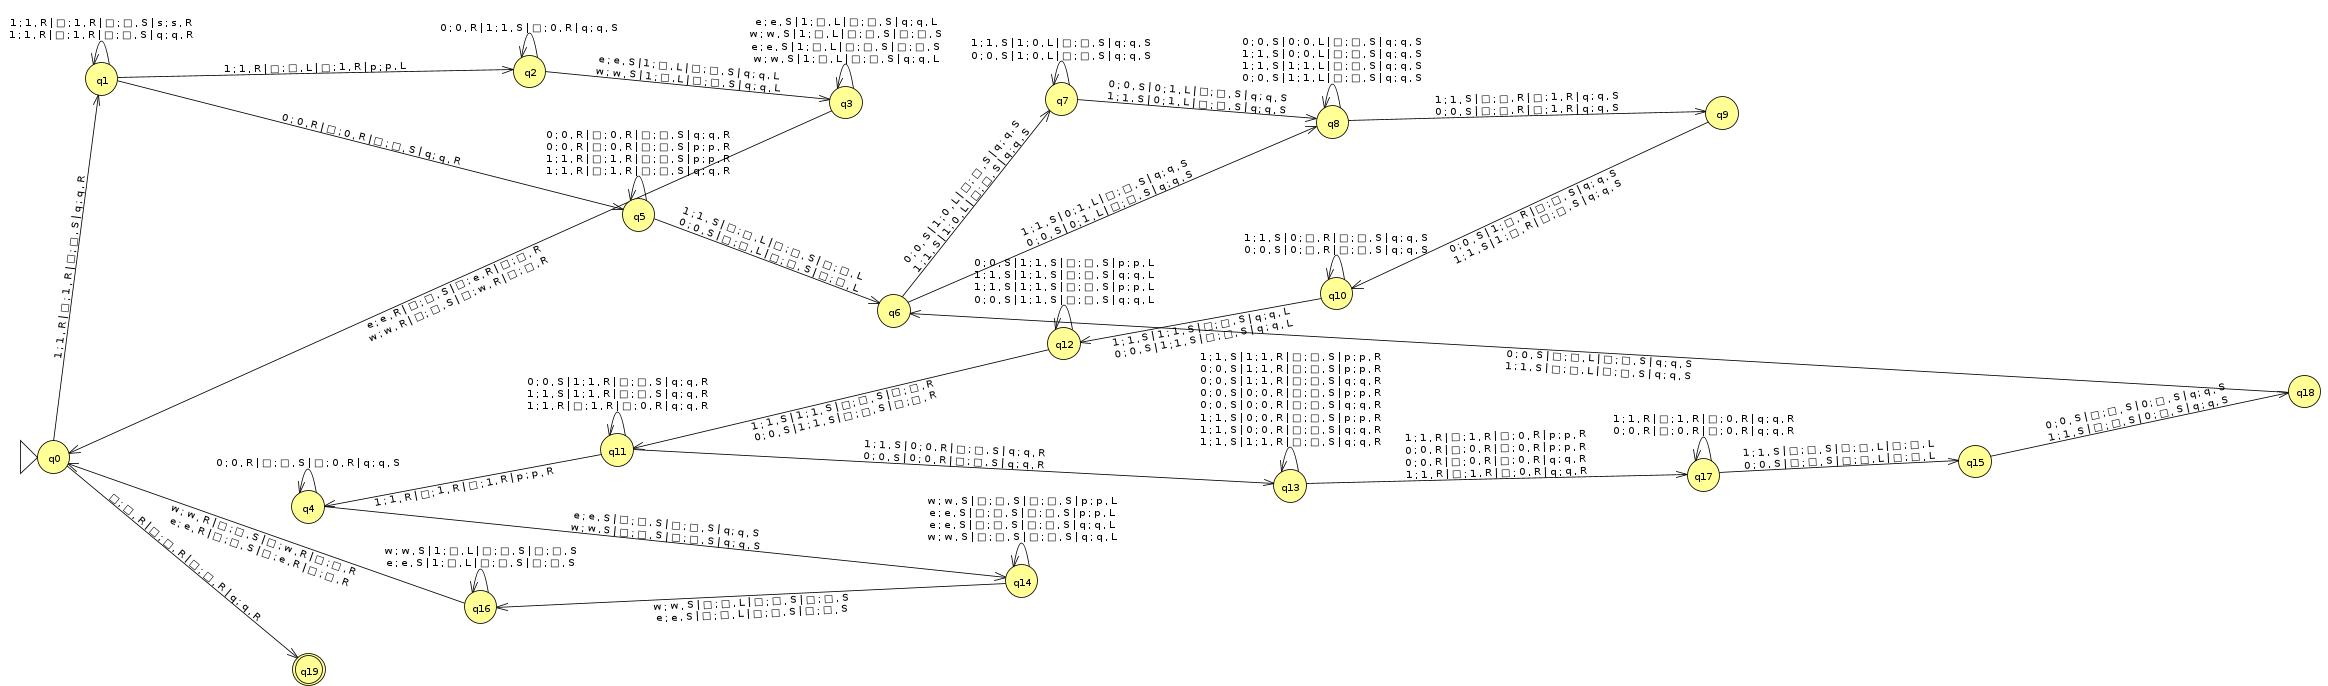 1;1,R|□;1,R|□;□,S|s;s,R
1;1,R|□;1,R|□;□,S|q;q,R
q1
1;1,R|□;□,L|□;1,R|p;p,L
0;0,R|1;1,S|□;0,R|q;q,S
q2
e;e,S|1;□,L|□;□,S|q;q,L
w;w,S|1;□,L|□;□,S|q;q,L
e;e,S|1;□,L|□;□,S|q;q,L
w;w,S|1;□,L|□;□,S|□;□,S
e;e,S|1;□,L|□;□,S|□;□,S
w;w,S|1;□,L|□;□,S|q;q,L
q3
1;1,S|1;0,L|□;□,S|q;q,S
0;0,S|1;0,L|□;□,S|q;q,S
q7
0;0,S|0;1,L|□;□,S|q;q,S
1;1,S|0;1,L|□;□,S|q;q,S
0;0,S|0;0,L|□;□,S|q;q,S
1;1,S|0;0,L|□;□,S|q;q,S
1;1,S|1;1,L|□;□,S|q;q,S
0;0,S|1;1,L|□;□,S|q;q,S
q8
1;1,S|□;□,R|□;1,R|q;q,S
0;0,S|□;□,R|□;1,R|q;q,S
q9
0;0,R|□;0,R|□;□,S|q;q,R
0;0,R|□;0,R|□;□,S|q;q,R
0;0,R|□;0,R|□;□,S|p;p,R
1;1,R|□;1,R|□;□,S|p;p,R
1;1,R|□;1,R|□;□,S|q;q,R
q5
1;1,R|□;1,R|□;□,S|q;q,R
1;1,S|□;□,L|□;□,S|□;□,L
0;0,S|□;□,L|□;□,S|□;□,L
q6
0;0,S|1;0,L|□;□,S|q;q,S
1;1,S|1;0,L|□;□,S|q;q,S
1;1,S|0;1,L|□;□,S|q;q,S
0;0,S|0;1,L|□;□,S|q;q,S
0;0,S|1;□,R|□;□,S|q;q,S
1;1,S|1;□,R|□;□,S|q;q,S
1;1,S|0;□,R|□;□,S|q;q,S
0;0,S|0;□,R|□;□,S|q;q,S
q10
0;0,S|1;1,S|□;□,S|p;p,L
1;1,S|1;1,S|□;□,S|q;q,L
1;1,S|1;1,S|□;□,S|p;p,L
0;0,S|1;1,S|□;□,S|q;q,L
q12
1;1,S|1;1,S|□;□,S|q;q,L
0;0,S|1;1,S|□;□,S|q;q,L
e;e,R|□;□,S|□;e,R|□;□,R
w;w,R|□;□,S|□;w,R|□;□,R
0;0,S|□;□,L|□;□,S|q;q,S
1;1,S|□;□,L|□;□,S|q;q,S
q18
0;0,S|1;1,R|□;□,S|q;q,R
1;1,S|1;1,R|□;□,S|q;q,R
1;1,R|□;1,R|□;0,R|q;q,R
q11
1;1,S|1;1,S|□;□,S|□;□,R
0;0,S|1;1,S|□;□,S|□;□,R
1;1,S|1;1,R|□;□,S|p;p,R
0;0,S|1;1,R|□;□,S|p;p,R
0;0,S|1;1,R|□;□,S|q;q,R
0;0,S|0;0,R|□;□,S|p;p,R
0;0,S|0;0,R|□;□,S|q;q,R
1;1,S|0;0,R|□;□,S|p;p,R
1;1,S|0;0,R|□;□,S|q;q,R
1;1,S|1;1,R|□;□,S|q;q,R
q13
1;1,S|0;0,R|□;□,S|q;q,R
0;0,S|0;0,R|□;□,S|q;q,R
1;1,R|□;1,R|□;0,R|p;p,R
0;0,R|□;0,R|□;0,R|p;p,R
0;0,R|□;0,R|□;0,R|q;q,R
1;1,R|□;1,R|□;0,R|q;q,R
1;1,R|□;1,R|□;0,R|q;q,R
0;0,R|□;0,R|□;0,R|q;q,R
q17
1;1,S|□;□,S|□;□,L|□;□,L
0;0,S|□;□,S|□;□,L|□;□,L
q15
0;0,S|□;□,S|0;□,S|q;q,S
1;1,S|□;□,S|0;□,S|q;q,S
q0
0;0,R|□;□,S|□;0,R|q;q,S
q4
1;1,R|□;1,R|□;1,R|p;p,R
e;e,S|□;□,S|□;□,S|q;q,S
w;w,S|□;□,S|□;□,S|q;q,S
w;w,S|□;□,S|□;□,S|p;p,L
e;e,S|□;□,S|□;□,S|p;p,L
e;e,S|□;□,S|□;□,S|q;q,L
w;w,S|□;□,S|□;□,S|q;q,L
q14
w;w,R|□;□,S|□;w,R|□;□,R
e;e,R|□;□,S|□;e,R|□;□,R
□;□,R|□;□,R|□;□,R|q;q,R
w;w,S|1;□,L|□;□,S|□;□,S
e;e,S|1;□,L|□;□,S|□;□,S
q16
w;w,S|□;□,L|□;□,S|□;□,S
e;e,S|□;□,L|□;□,S|□;□,S
q19